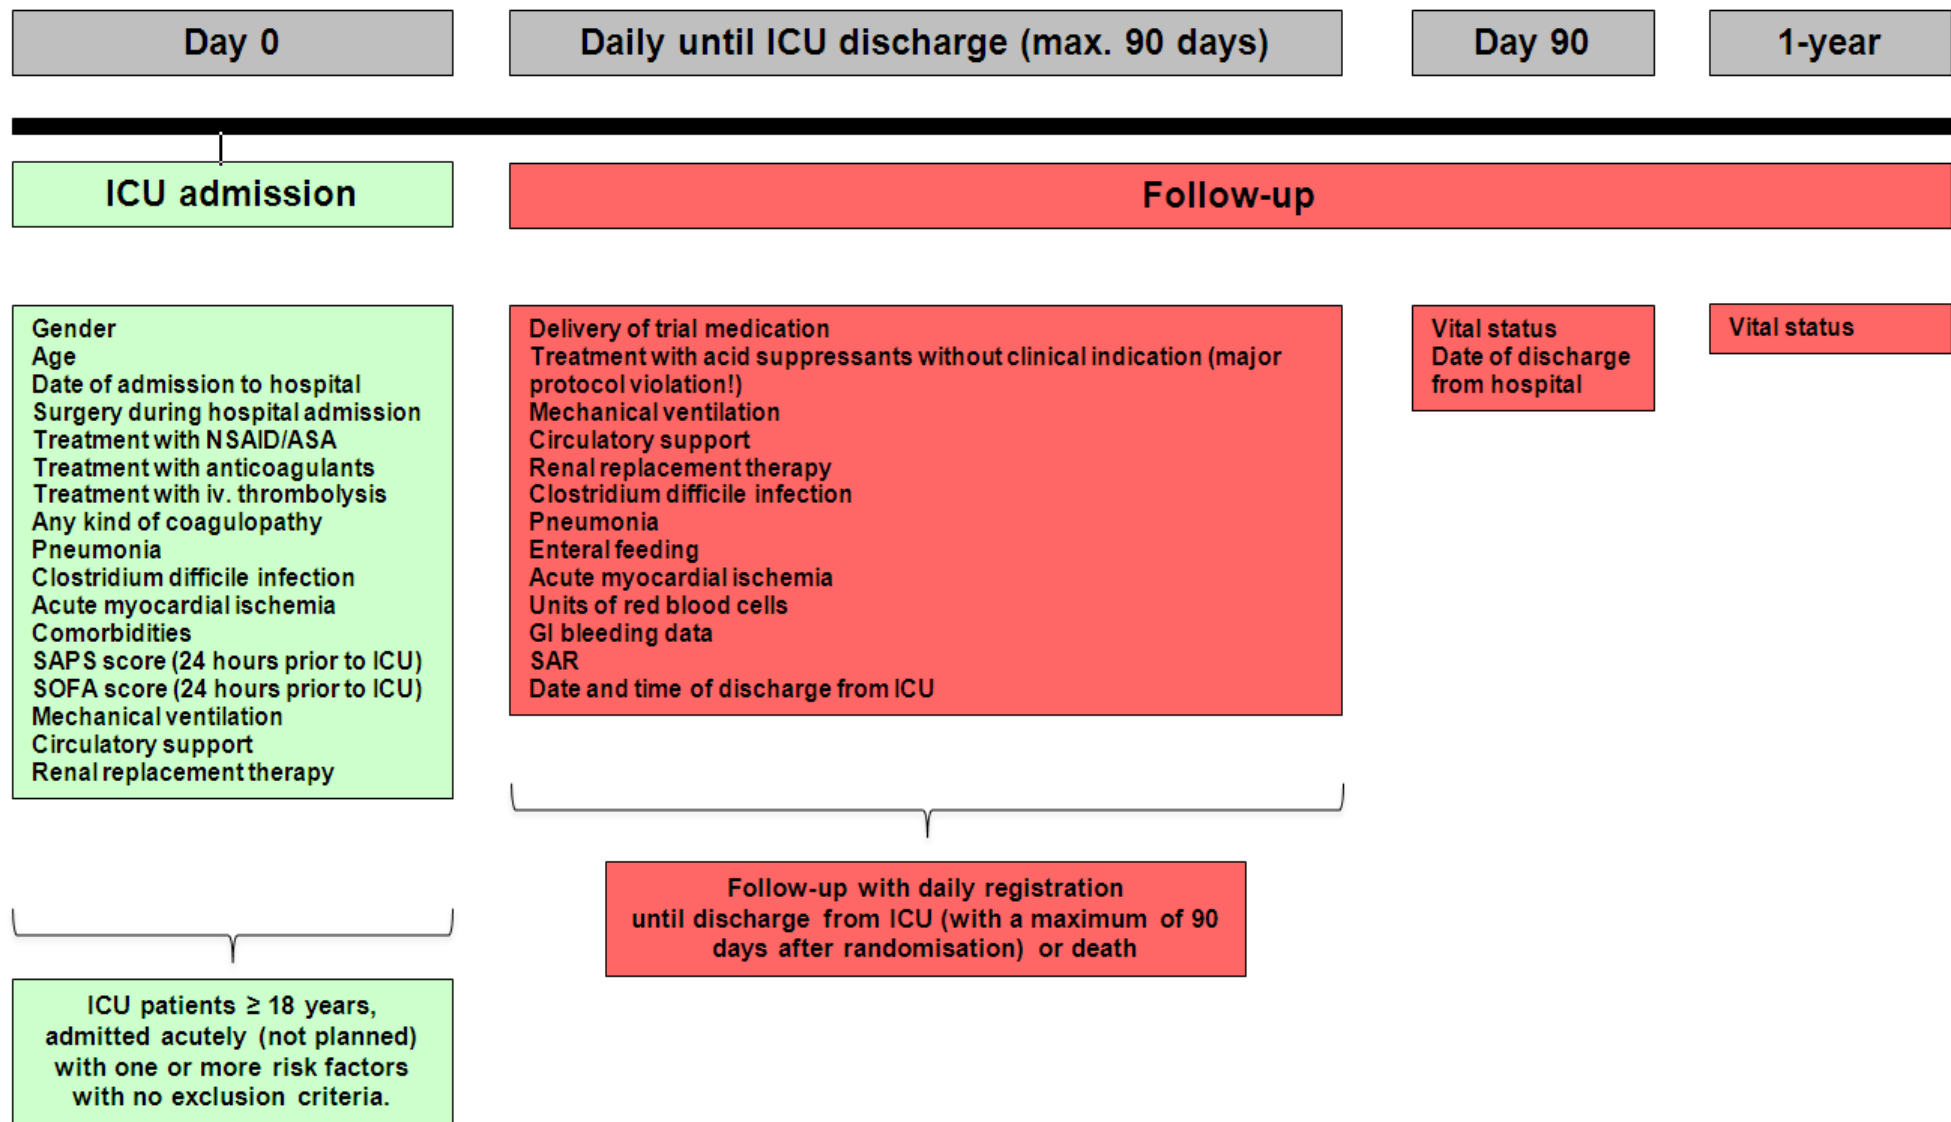 Day 0
Daily until ICU discharge (max. 90 days)
Day 90
1-year
ICU admission
Follow-up
Gender
Age
Date of admission to hospital
Surgery during hospital admission
Treatment with NSAID/ASA
Treatment with anticoagulants
Treatment with iv. thrombolysis
Any kind of coagulopathy
Pneumonia
Clostridium difficile infection
Acute myocardial ischemia
Comorbidities
SAPS score (24 hours prior to ICU)
SOFA score (24 hours prior to ICU)
Mechanical ventilation
Circulatory support
Renal replacement therapy
Delivery of trial medication
Treatment with acid suppressants without clinical indication (major
protocol violation!)
Mechanical ventilation
Circulatory support
Renal replacement therapy
Clostridium difficile infection
Pneumonia
Enteral feeding
Acute myocardial ischemia
Units of red blood cells
GI bleeding data
SAR
Date and time of discharge from ICU
Vital status
Date of discharge
from hospital
Vital status
Follow-up with daily registration
until discharge from ICU (with a maximum of 90
days after randomisation) or death
ICU patients ≥ 18 years,
admitted acutely (not planned)
with one or more risk factors
with no exclusion criteria.